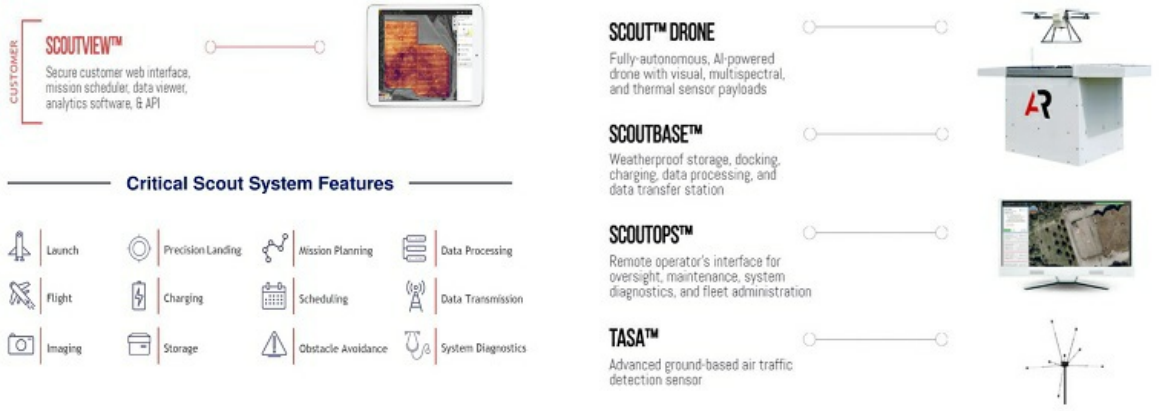 CUSTOMER
SCOUTVIEW™
Secure customer web interface,
mission scheduler, data viewer,
analytics software, & API
Critical Scout System Features
Launch
Precision Landing
Mission Planning
Data Processing
Flight
Charging
Scheduling
Data Transmission
Imaging
Storage
Obstacle Avoidance
System Diagnostics
SCOUT™ DRONE
Fully-autonomous, AI-powered
drone with visual, multispectral,
and thermal sensor payloads
SCOUTBASE™
Weatherproof storage, docking,
charging, data processing, and
data transfer station
AR
SCOUTOPS™
Remote operator's interface for
oversight, maintenance, system
diagnostics, and fleet administration
TASA™
Advanced ground-based air traffic
detection sensor